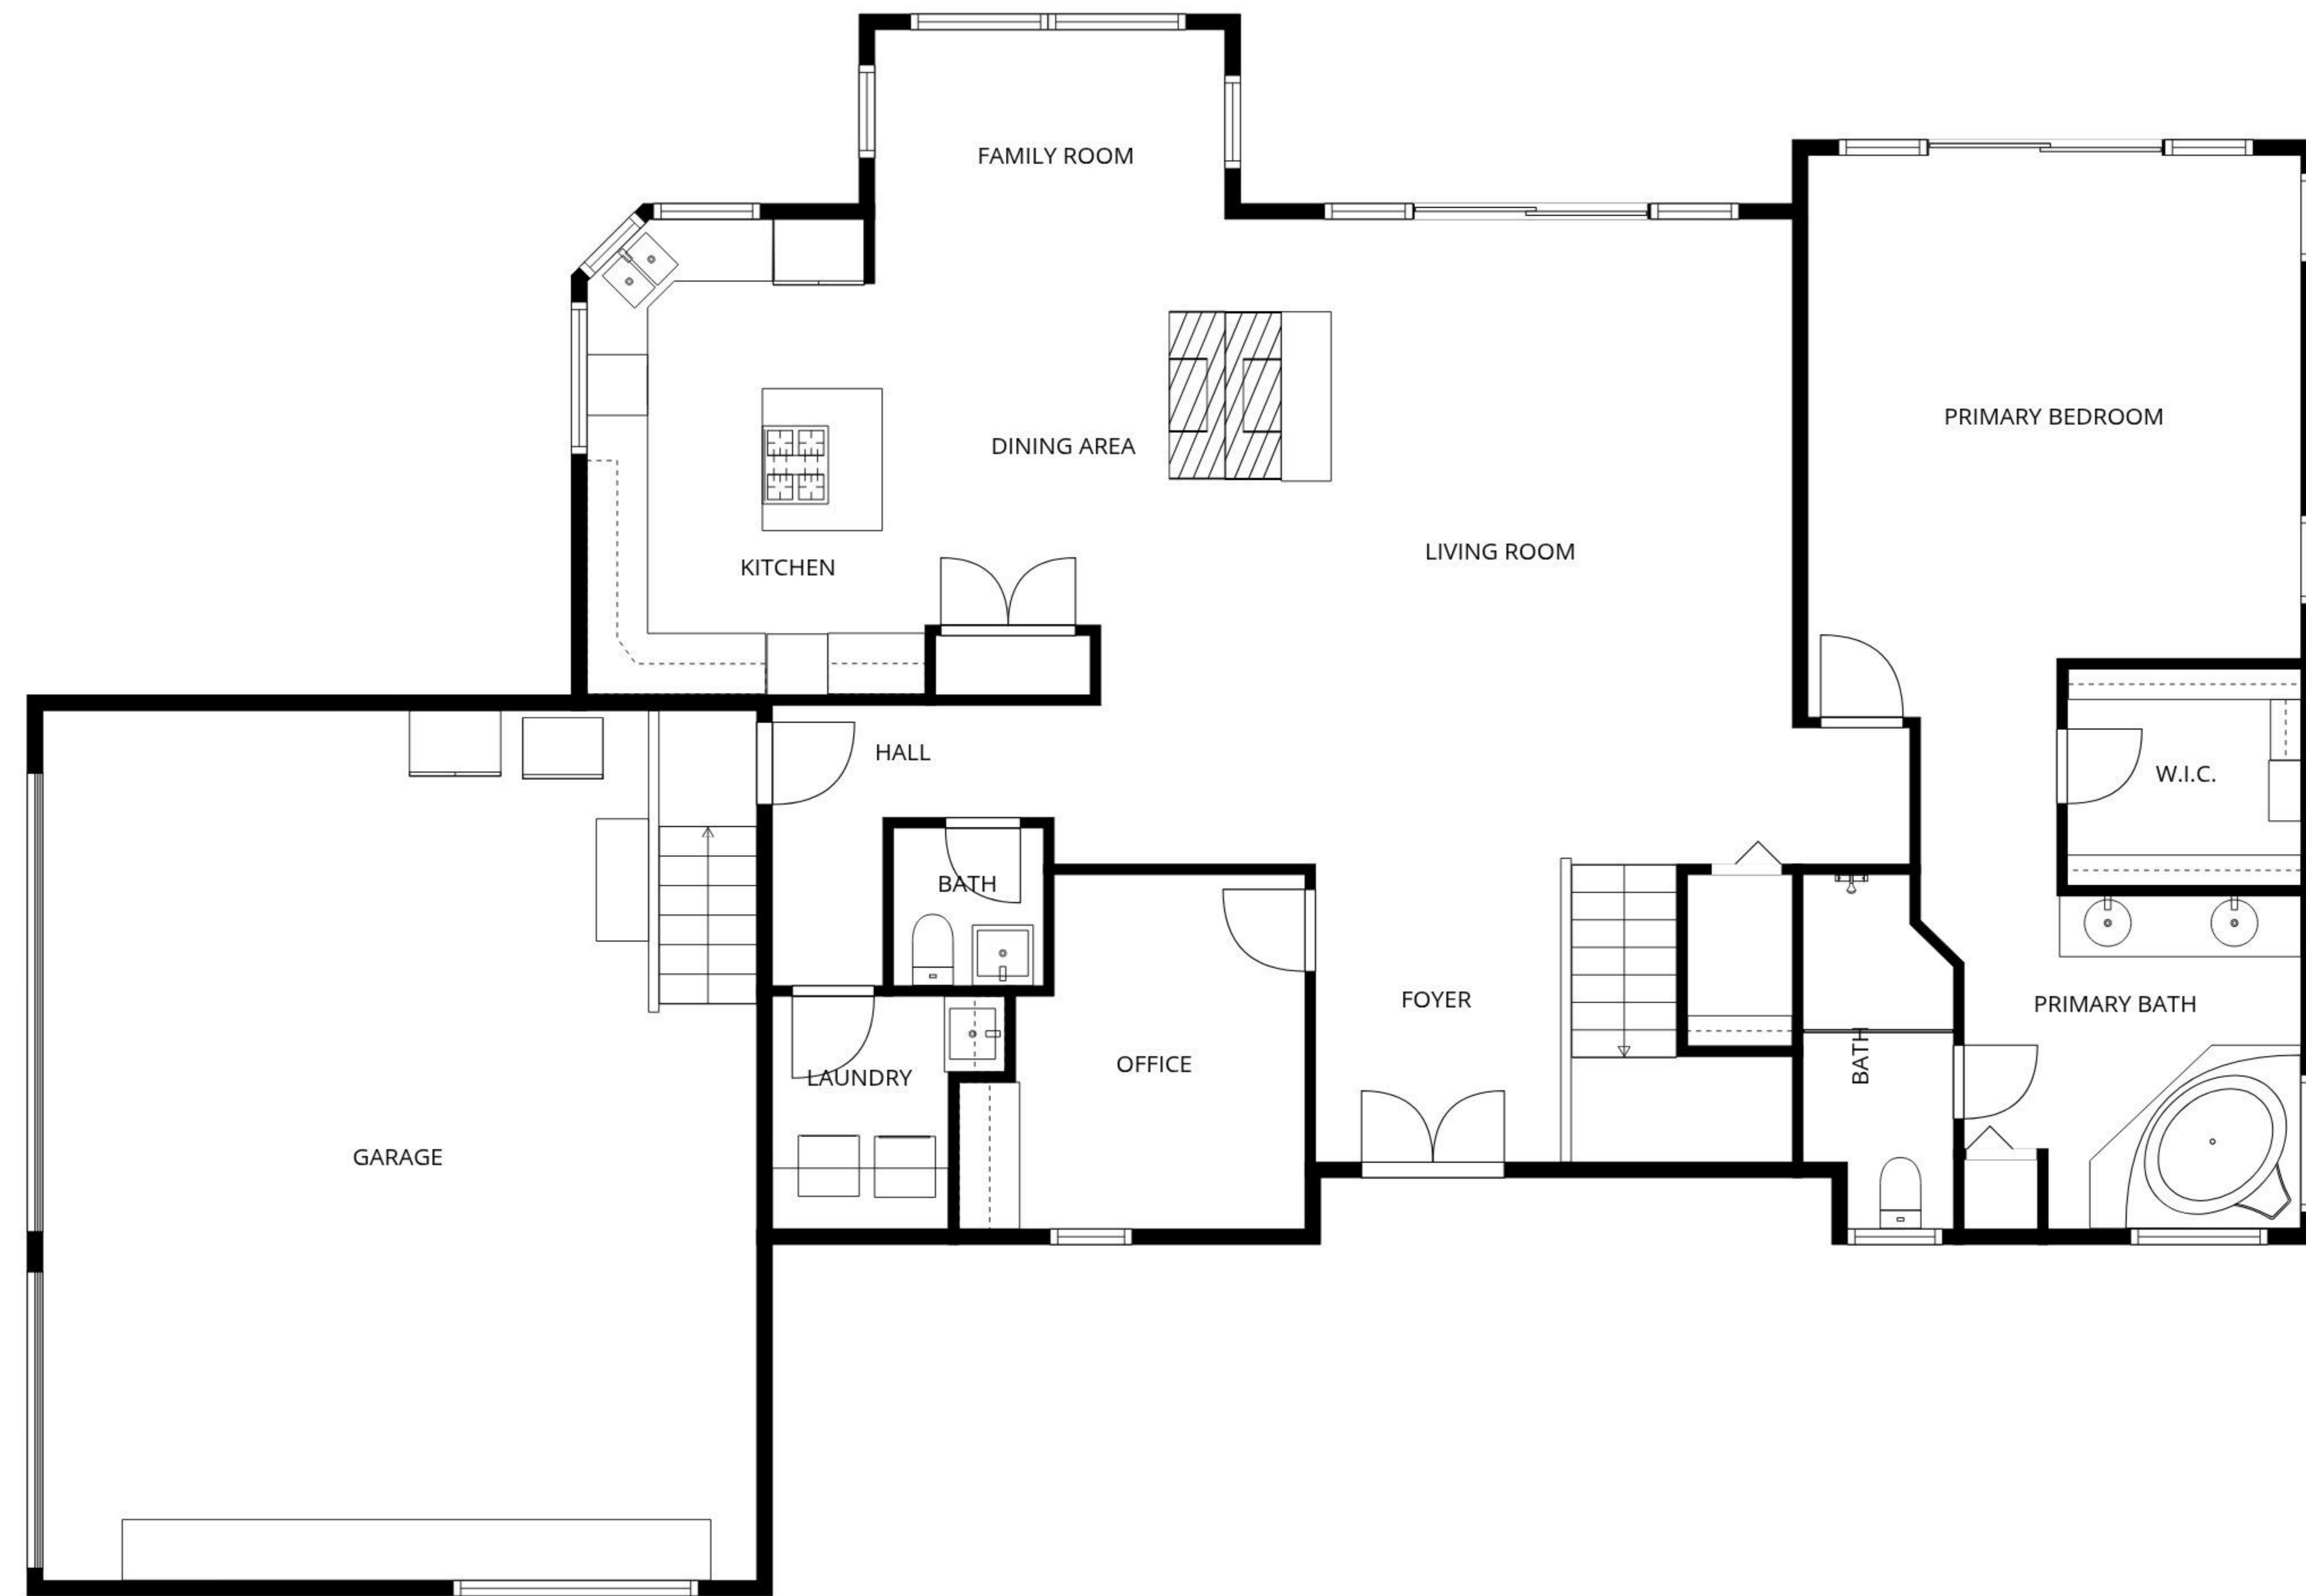 FAMILY ROOM
PRIMARY BEDROOM
DINING AREA
LIVING ROOM
KITCHEN
HALL
W.I.C.
BATH
FOYER
PRIMARY BATH
BATH
OFFICE
LAUNDRY
GARAGE